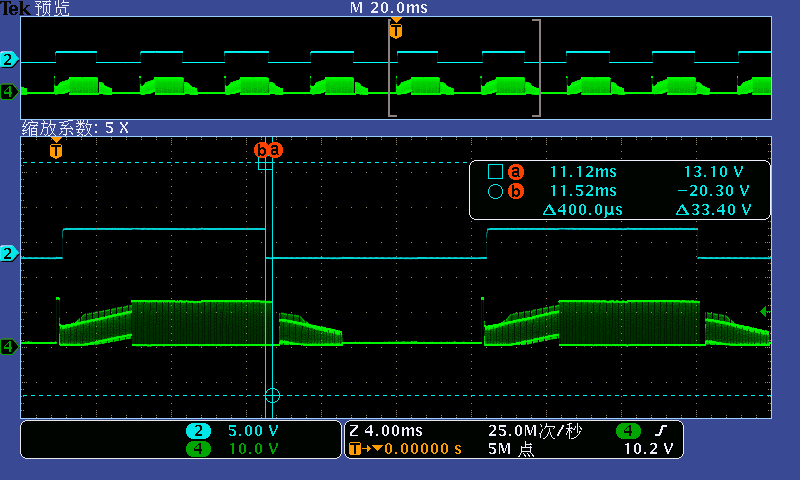 Tek 预览 M 20.0ms
T
2
4
缩放系数: 5 X
T
b a
a 11.12ms 13.10 V
b 11.52ms −20.30 V
Δ400.0μs Δ33.40 V
2
4
2 5.00 V Z 4.00ms 25.0M次/秒 4
4 10.0 V T→▼0.00000 s 5M 点 10.2 V